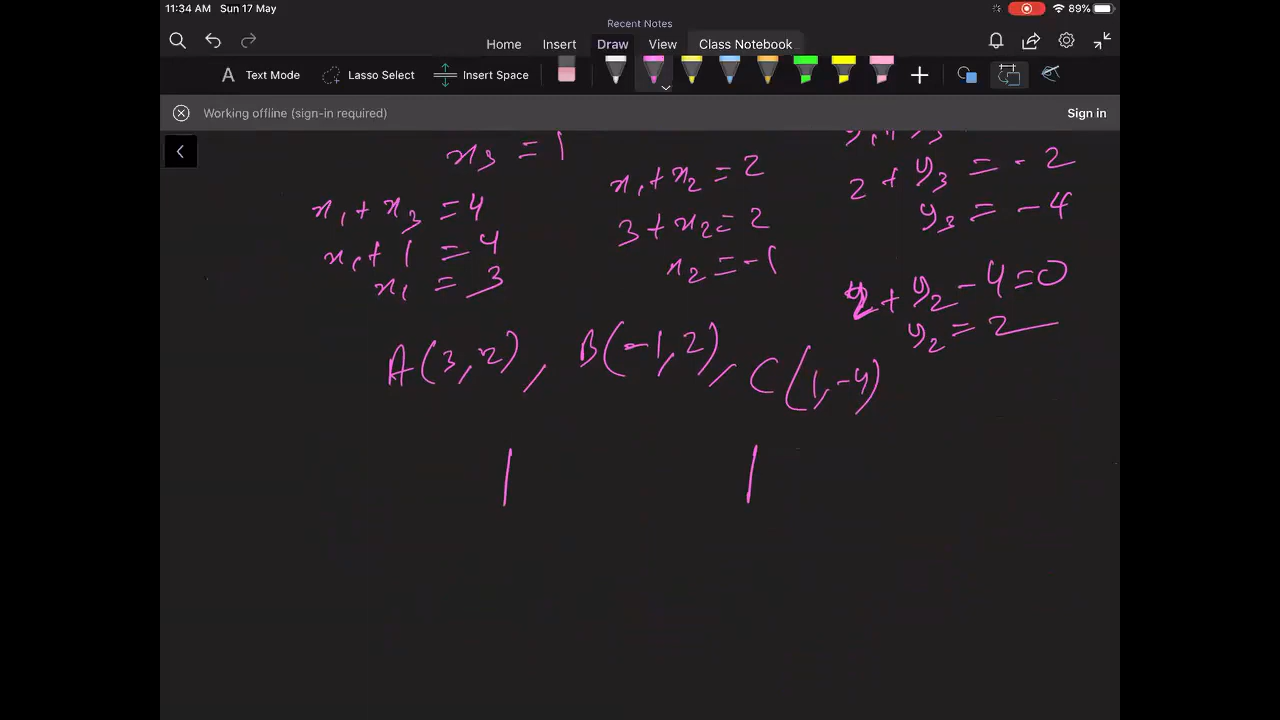 11:34 AM Sun 17 May
89%
Recent Notes
Home Insert Draw View Class Notebook
A Text Mode Lasso Select Insert Space
Working offline (sign-in required) Sign in
x₃ = 1
x₁ + x₃ = 4
x₁ + 1 = 4
x₁ = 3
x₁ + x₂ = 2
3 + x₂ = 2
x₂ = -1
2 + y₃ = -2
y₃ = -4
2 + y₂ - 4 = 0
y₂ = 2
A(3,2), B(-1,2), C(1,-4)